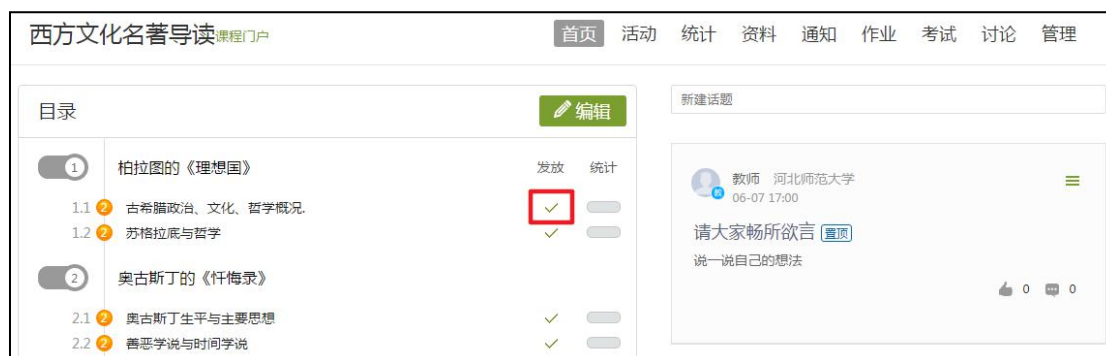 西方文化名著导读课程门户
首页 活动 统计 资料 通知 作业 考试 讨论 管理
目录
编辑
1 柏拉图的《理想国》 发放 统计
1.1 2 古希腊政治、文化、哲学概况.
1.2 2 苏格拉底与哲学
2 奥古斯丁的《忏悔录》
2.1 2 奥古斯丁生平与主要思想
2.2 2 善恶学说与时间学说
新建话题
教师 河北师范大学
教
06-07 17:00
请大家畅所欲言 置顶
说一说自己的想法
0 0